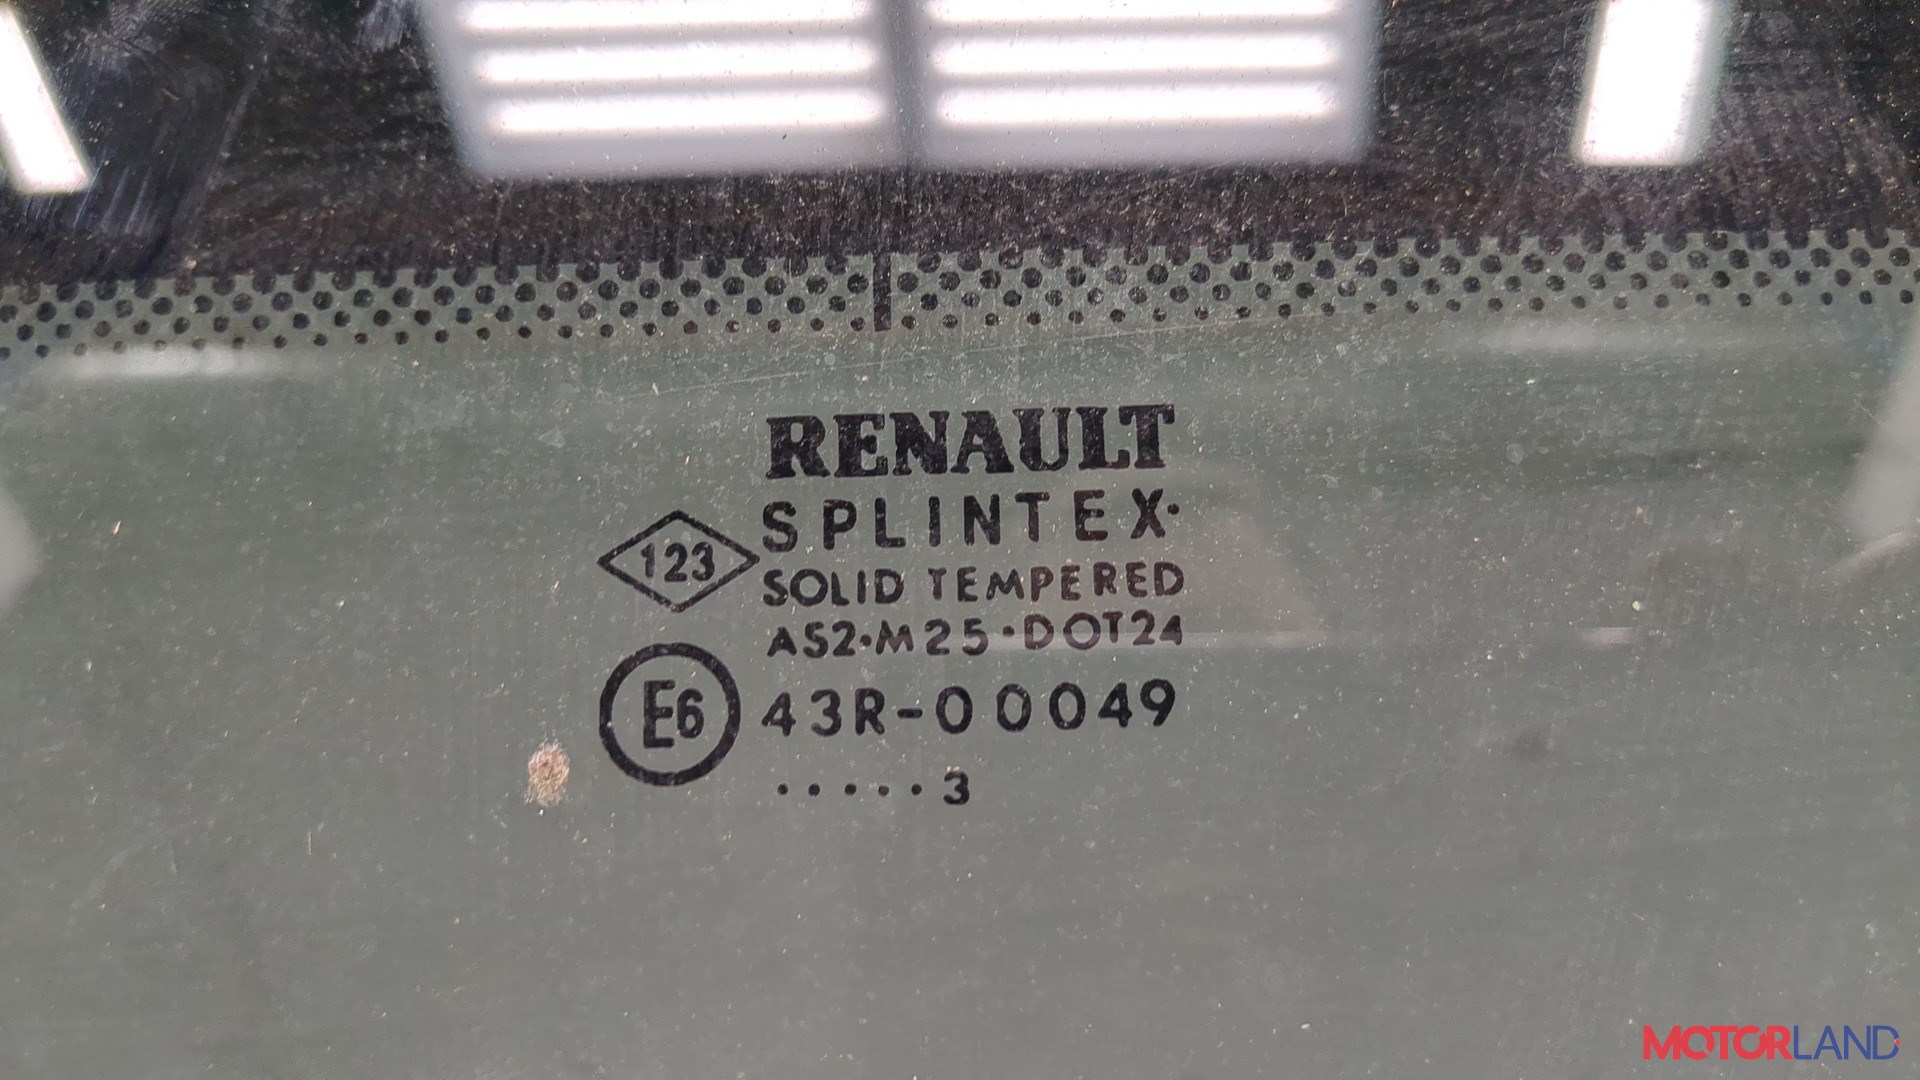 RENAULT
SPLINTEX·
123
SOLID TEMPERED
AS2·M25·DOT24
E6 43R-00049
·····3
MOTORLAND